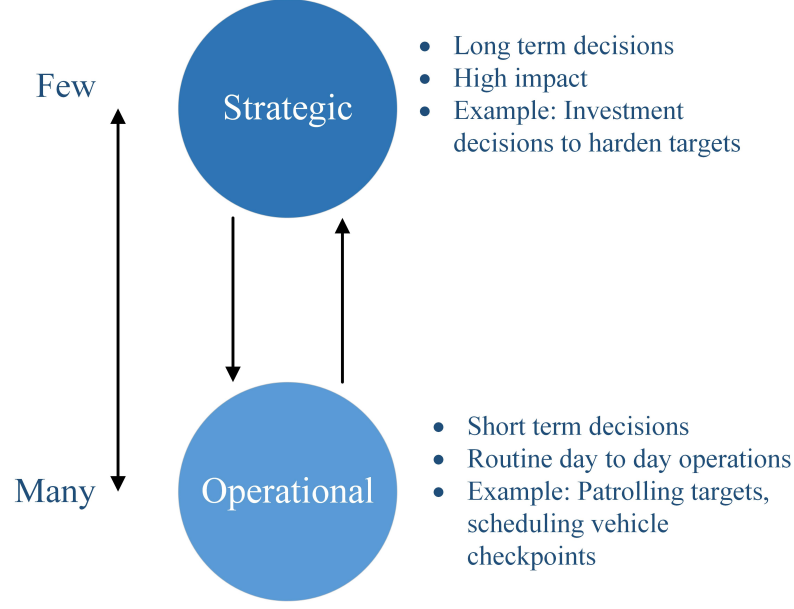 Few
Strategic
• Long term decisions
• High impact
• Example: Investment
decisions to harden targets
Many
Operational
• Short term decisions
• Routine day to day operations
• Example: Patrolling targets,
scheduling vehicle
checkpoints